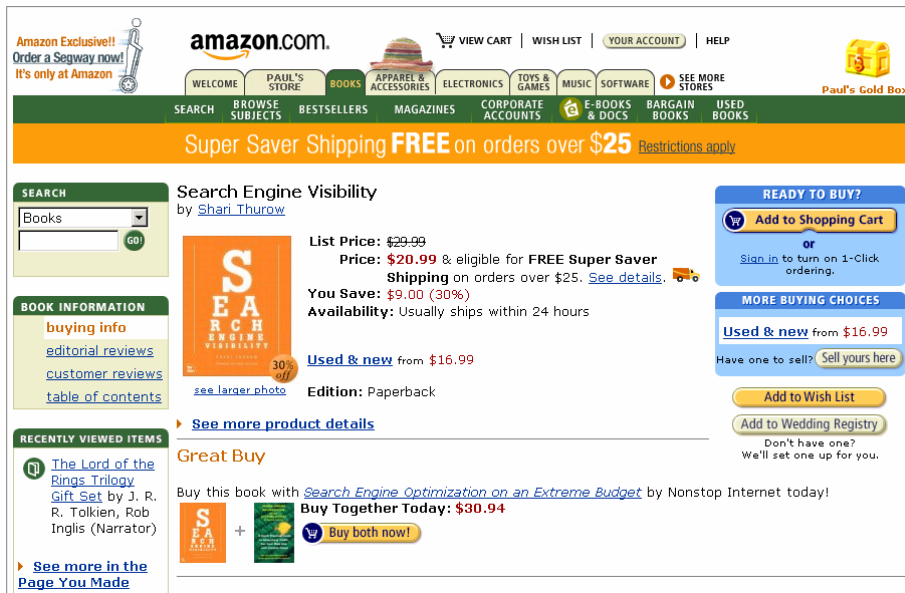 Amazon Exclusive!!
Order a Segway now!
It's only at Amazon
amazon.com.
VIEW CART | WISH LIST | YOUR ACCOUNT | HELP
WELCOME
PAUL'S STORE
BOOKS
APPAREL & ACCESSORIES
ELECTRONICS
TOYS & GAMES
MUSIC
SOFTWARE
SEE MORE STORES
Paul's Gold Box
SEARCH
BROWSE SUBJECTS
BESTSELLERS
MAGAZINES
CORPORATE ACCOUNTS
e E-BOOKS & DOCS
BARGAIN BOOKS
USED BOOKS
Super Saver Shipping FREE on orders over $25 Restrictions apply
SEARCH
Books
GO!
BOOK INFORMATION
buying info
editorial reviews
customer reviews
table of contents
RECENTLY VIEWED ITEMS
The Lord of the
Rings Trilogy
Gift Set by J. R.
R. Tolkien, Rob
Inglis (Narrator)
See more in the
Page You Made
Search Engine Visibility
by Shari Thurow
S
EA
RCH
ENGINE
VISIBILITY
SHARI THUROW
30%
off
see larger photo
List Price: $29.99
Price: $20.99 & eligible for FREE Super Saver
Shipping on orders over $25. See details.
You Save: $9.00 (30%)
Availability: Usually ships within 24 hours
Used & new from $16.99
Edition: Paperback
See more product details
Great Buy
Buy this book with Search Engine Optimization on an Extreme Budget by Nonstop Internet today!
S
EA
RCH
ENGINE
VISIBILITY
+
Buy Together Today: $30.94
Buy both now!
READY TO BUY?
Add to Shopping Cart
or
Sign in to turn on 1-Click
ordering.
MORE BUYING CHOICES
Used & new from $16.99
Have one to sell? Sell yours here
Add to Wish List
Add to Wedding Registry
Don't have one?
We'll set one up for you.